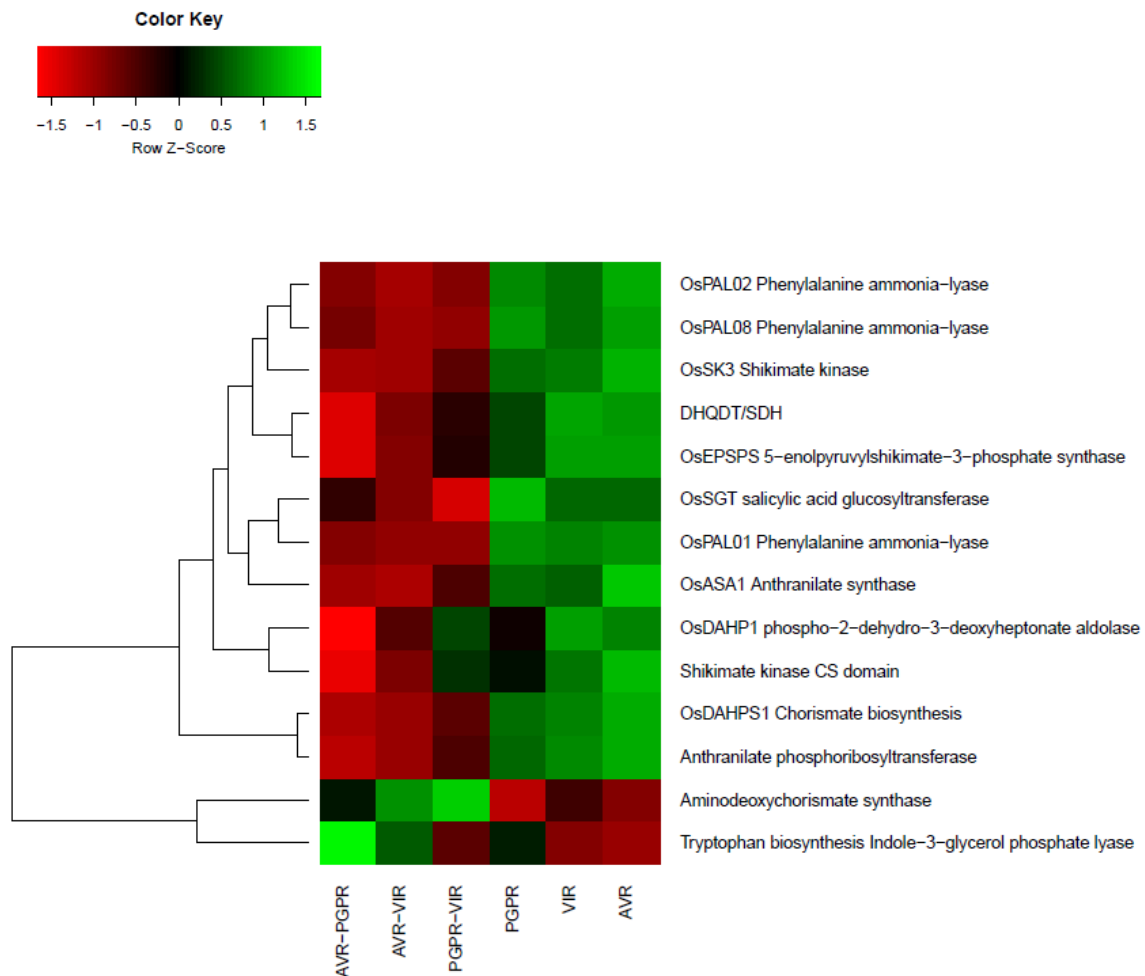 Color Key
−1.5 −1 −0.5 0 0.5 1 1.5
Row Z−Score
OsPAL02 Phenylalanine ammonia−lyase
OsPAL08 Phenylalanine ammonia−lyase
OsSK3 Shikimate kinase
DHQDT/SDH
OsEPSPS 5−enolpyruvylshikimate−3−phosphate synthase
OsSGT salicylic acid glucosyltransferase
OsPAL01 Phenylalanine ammonia−lyase
OsASA1 Anthranilate synthase
OsDAHP1 phospho−2−dehydro−3−deoxyheptonate aldolase
Shikimate kinase CS domain
OsDAHPS1 Chorismate biosynthesis
Anthranilate phosphoribosyltransferase
Aminodeoxychorismate synthase
Tryptophan biosynthesis Indole−3−glycerol phosphate lyase
AVR−PGPR
AVR−VIR
PGPR−VIR
PGPR
VIR
AVR